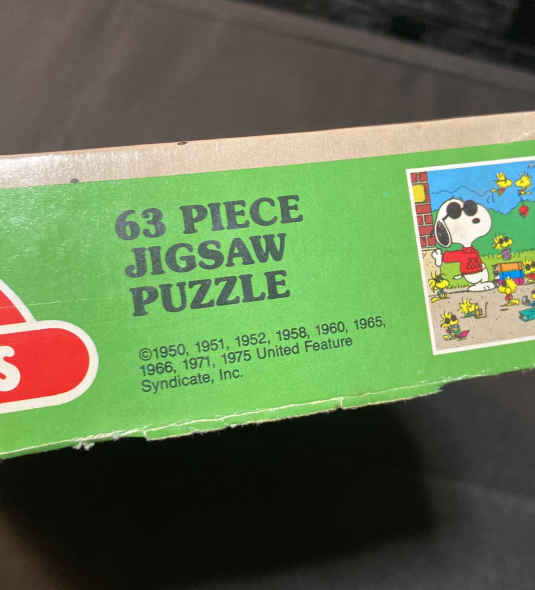 63 PIECE
JIGSAW
PUZZLE
©1950, 1951, 1952, 1958, 1960, 1965,
1966, 1971, 1975 United Feature
Syndicate, Inc.
S